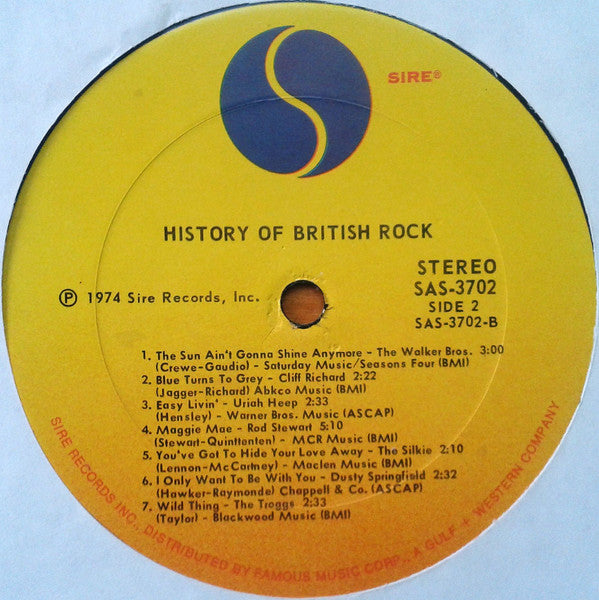 SIRE®
HISTORY OF BRITISH ROCK
STEREO
SAS-3702
SIDE 2
SAS-3702-B
Ⓟ 1974 Sire Records, Inc.
1. The Sun Ain't Gonna Shine Anymore - The Walker Bros. 3:00
(Crewe-Gaudio) - Saturday Music/Seasons Four (BMI)
2. Blue Turns To Grey - Cliff Richard 2:22
(Jagger-Richard) Abkco Music (BMI)
3. Easy Livin' - Uriah Heep 2:33
(Hensley) - Warner Bros. Music (ASCAP)
4. Maggie Mae - Rod Stewart 5:10
(Stewart-Quinttenten) - MCR Music (BMI)
5. You've Got To Hide Your Love Away - The Silkie 2:10
(Lennon-McCartney) - Maclen Music (BMI)
6. I Only Want To Be With You - Dusty Springfield 2:32
(Hawker-Raymonde) Chappell & Co. (ASCAP)
7. Wild Thing - The Troggs 2:33
(Taylor) - Blackwood Music (BMI)
SIRE RECORDS INC., DISTRIBUTED BY FAMOUS MUSIC CORP., A GULF + WESTERN COMPANY